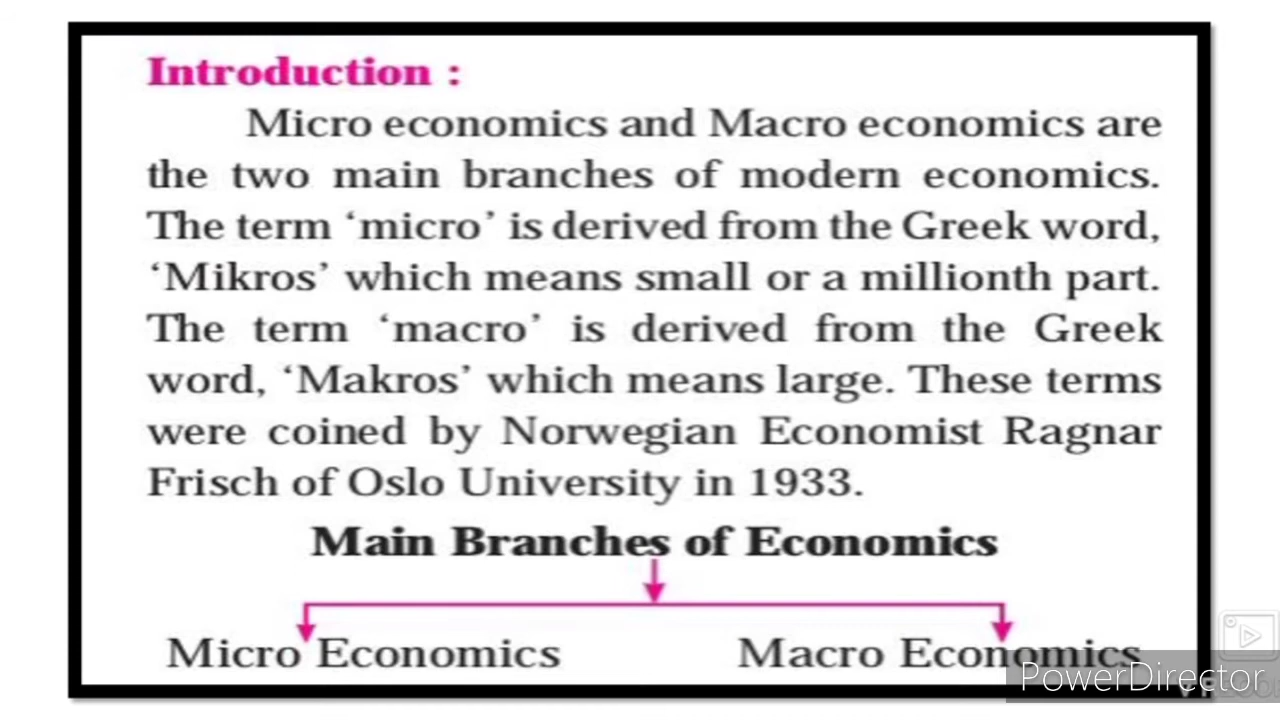 Introduction :
Micro economics and Macro economics are
the two main branches of modern economics.
The term ‘micro’ is derived from the Greek word,
‘Mikros’ which means small or a millionth part.
The term ‘macro’ is derived from the Greek
word, ‘Makros’ which means large. These terms
were coined by Norwegian Economist Ragnar
Frisch of Oslo University in 1933.
Main Branches of Economics
Micro Economics
Macro Economics
PowerDirector